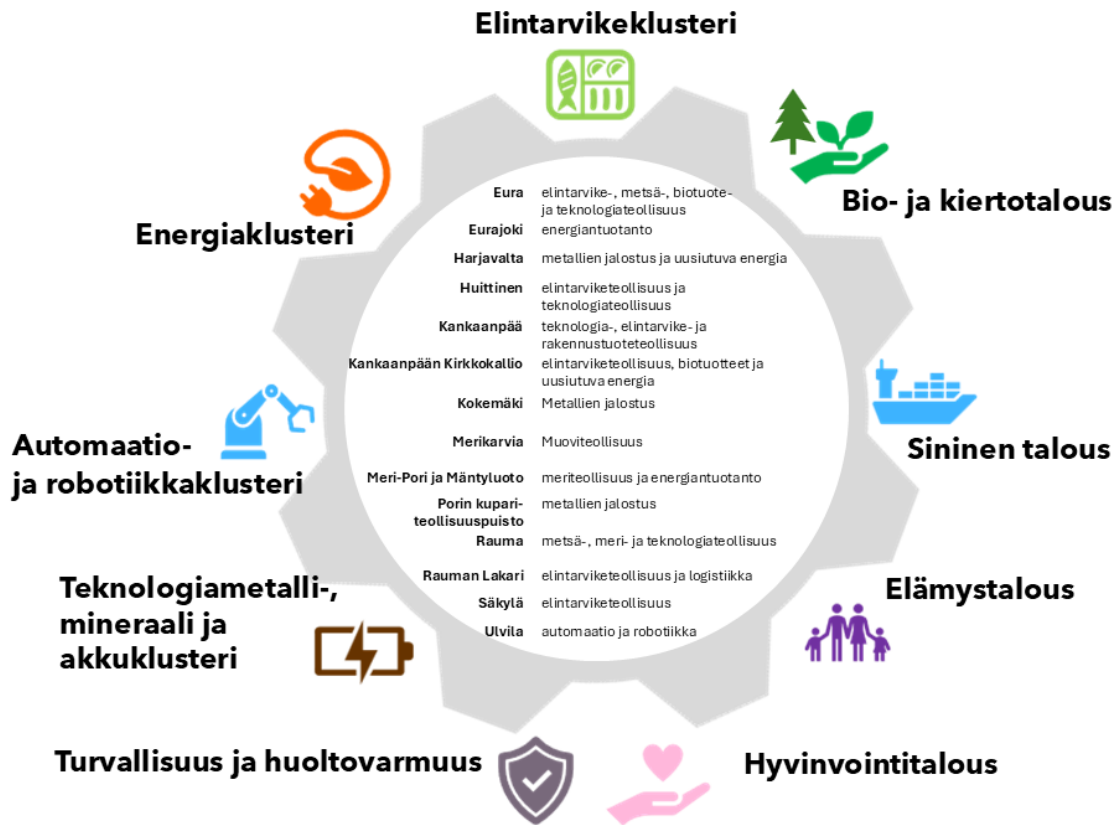 Elintarvikeklusteri
Bio- ja kiertotalous
Energiaklusteri
Eura elintarvike-, metsä-, biotuote-
ja teknologiateollisuus
Eurajoki energiantuotanto
Harjavalta metallien jalostus ja uusiutuva energia
Huittinen elintarviketeollisuus ja
teknologiateollisuus
Kankaanpää teknologia-, elintarvike- ja
rakennustuoteteollisuus
Kankaanpään Kirkkokallio elintarviketeollisuus, biotuotteet ja
uusiutuva energia
Kokemäki Metallien jalostus
Merikarvia Muoviteollisuus
Meri-Pori ja Mäntyluoto meriteollisuus ja energiantuotanto
Porin kupari- metallien jalostus
teollisuuspuisto
Rauma metsä-, meri- ja teknologiateollisuus
Rauman Lakari elintarviketeollisuus ja logistiikka
Säkylä elintarviketeollisuus
Ulvila automaatio ja robotiikka
Automaatio-
ja robotiikkaklusteri
Sininen talous
Teknologiametalli-,
mineraali ja
akkuklusteri
Elämystalous
Turvallisuus ja huoltovarmuus
Hyvinvointitalous